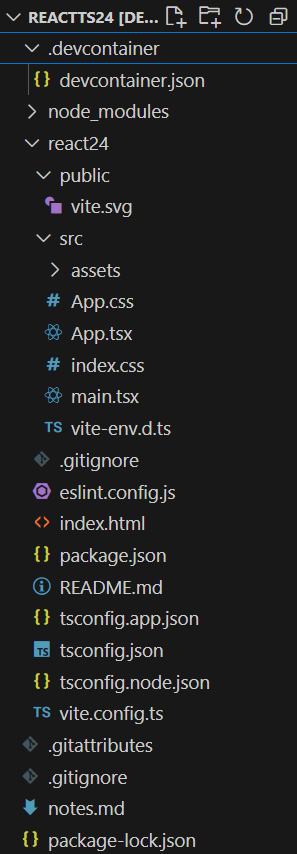 REACTTS24 [DE...
.devcontainer
{} devcontainer.json
node_modules
react24
public
vite.svg
src
assets
# App.css
App.tsx
# index.css
main.tsx
TS vite-env.d.ts
.gitignore
eslint.config.js
<> index.html
{} package.json
README.md
{} tsconfig.app.json
TS tsconfig.json
{} tsconfig.node.json
TS vite.config.ts
.gitattributes
.gitignore
notes.md
{} package-lock.json